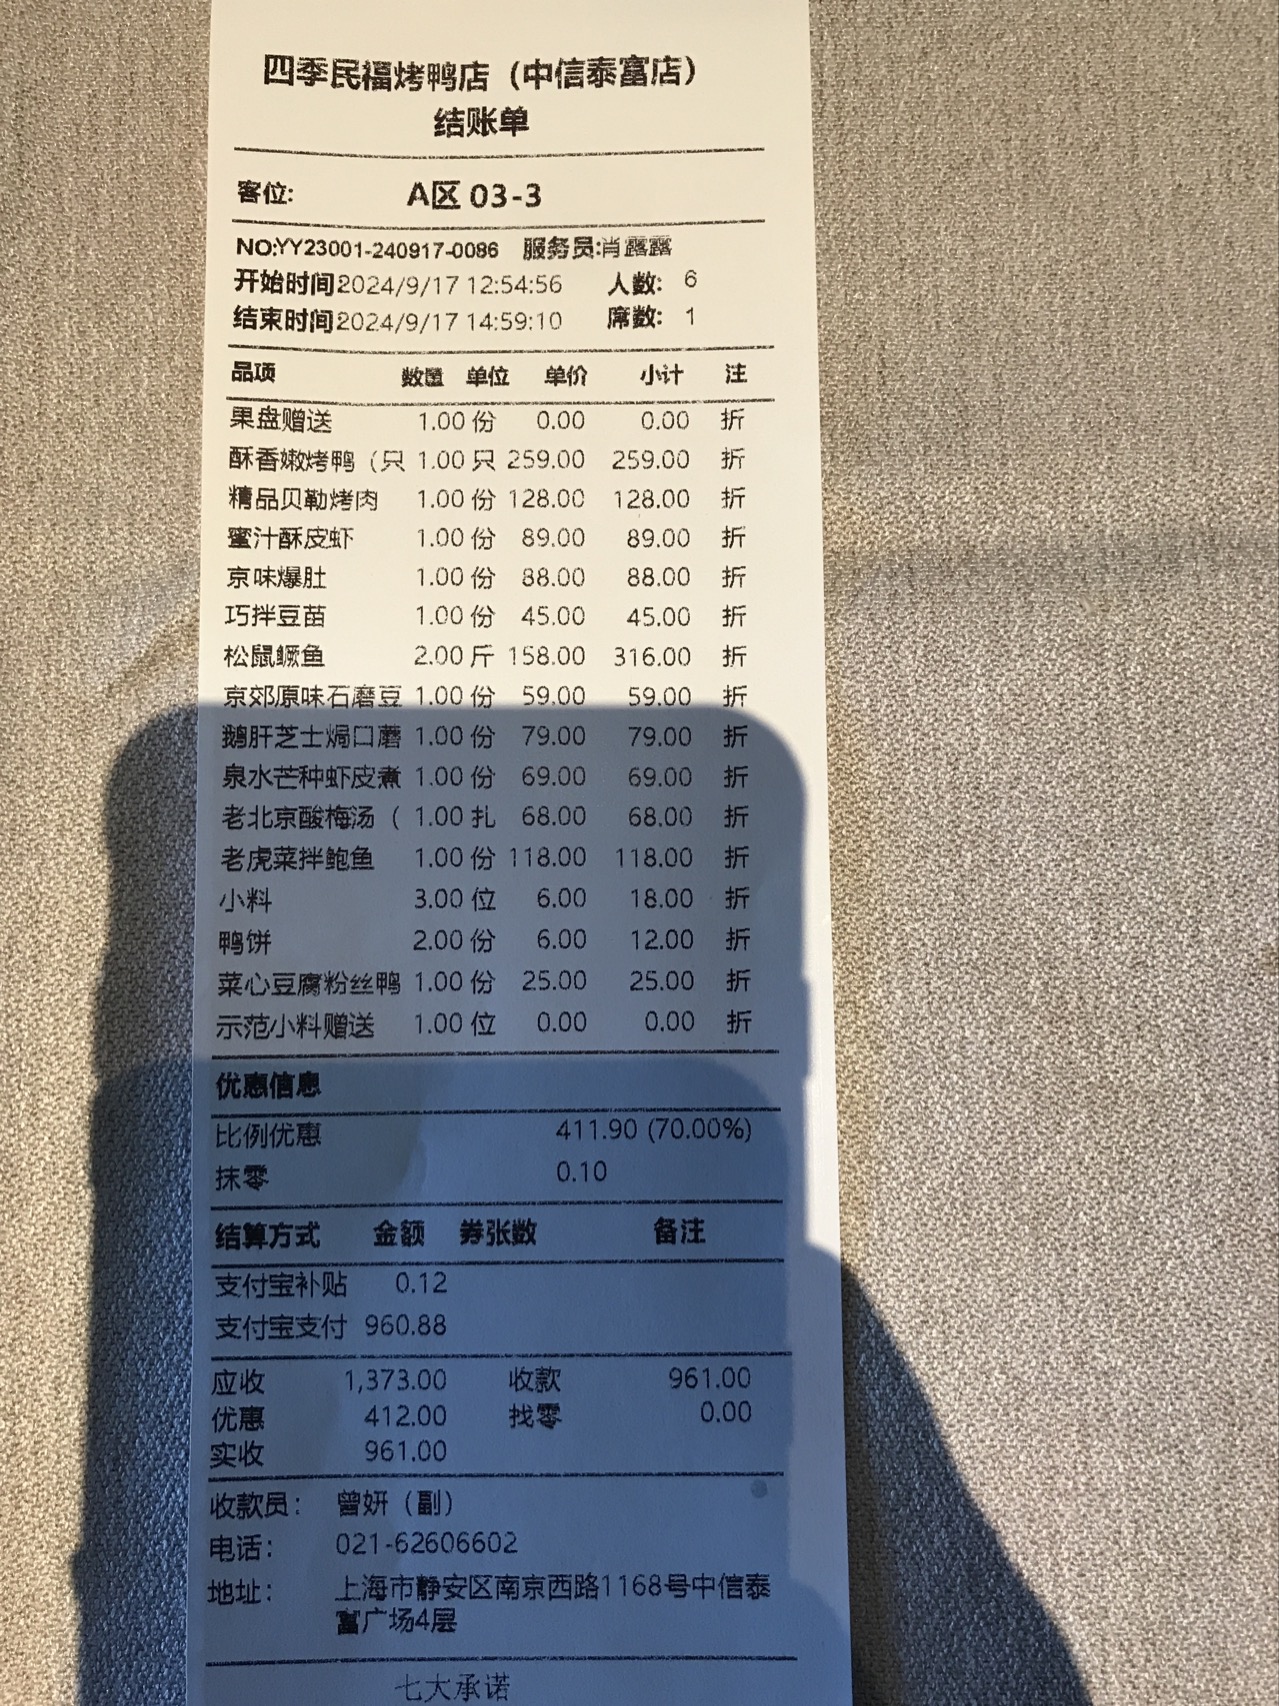 四季民福烤鸭店（中信泰富店）
结账单
客位: A区 03-3
NO:YY23001-240917-0086 服务员:肖露露
开始时间2024/9/17 12:54:56 人数: 6
结束时间2024/9/17 14:59:10 席数: 1
品项 数量 单位 单价 小计 注
果盘赠送 1.00 份 0.00 0.00 折
酥香嫩烤鸭（只 1.00 只 259.00 259.00 折
精品贝勒烤肉 1.00 份 128.00 128.00 折
蜜汁酥皮虾 1.00 份 89.00 89.00 折
京味爆肚 1.00 份 88.00 88.00 折
巧拌豆苗 1.00 份 45.00 45.00 折
松鼠鳜鱼 2.00 斤 158.00 316.00 折
京郊原味石磨豆 1.00 份 59.00 59.00 折
鹅肝芝士焗口蘑 1.00 份 79.00 79.00 折
泉水芒种虾皮煮 1.00 份 69.00 69.00 折
老北京酸梅汤（ 1.00 扎 68.00 68.00 折
老虎菜拌鲍鱼 1.00 份 118.00 118.00 折
小料 3.00 位 6.00 18.00 折
鸭饼 2.00 份 6.00 12.00 折
菜心豆腐粉丝鸭 1.00 份 25.00 25.00 折
示范小料赠送 1.00 位 0.00 0.00 折
优惠信息
比例优惠 411.90 (70.00%)
抹零 0.10
结算方式 金额 券张数 备注
支付宝补贴 0.12
支付宝支付 960.88
应收 1,373.00 收款 961.00
优惠 412.00 找零 0.00
实收 961.00
收款员： 曾妍（副）
电话： 021-62606602
地址： 上海市静安区南京西路1168号中信泰
富广场4层
七大承诺